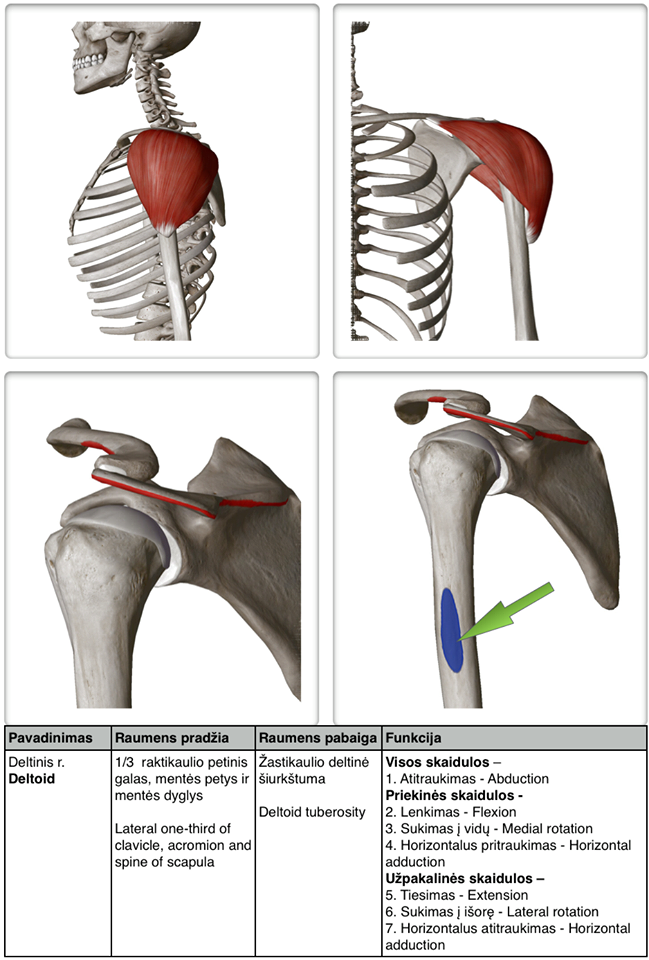 Pavadinimas
Raumens pradžia
Raumens pabaiga
Funkcija
Deltinis r.
Deltoid
1/3 raktikaulio petinis
galas, mentės petys ir
mentės dyglys
Lateral one-third of
clavicle, acromion and
spine of scapula
Žastikaulio deltinė
šiurkštuma
Deltoid tuberosity
Visos skaidulos –
1. Atitraukimas - Abduction
Priekinės skaidulos -
2. Lenkimas - Flexion
3. Sukimas į vidų - Medial rotation
4. Horizontalus pritraukimas - Horizontal
adduction
Užpakalinės skaidulos –
5. Tiesimas - Extension
6. Sukimas į išorę - Lateral rotation
7. Horizontalus atitraukimas - Horizontal
adduction